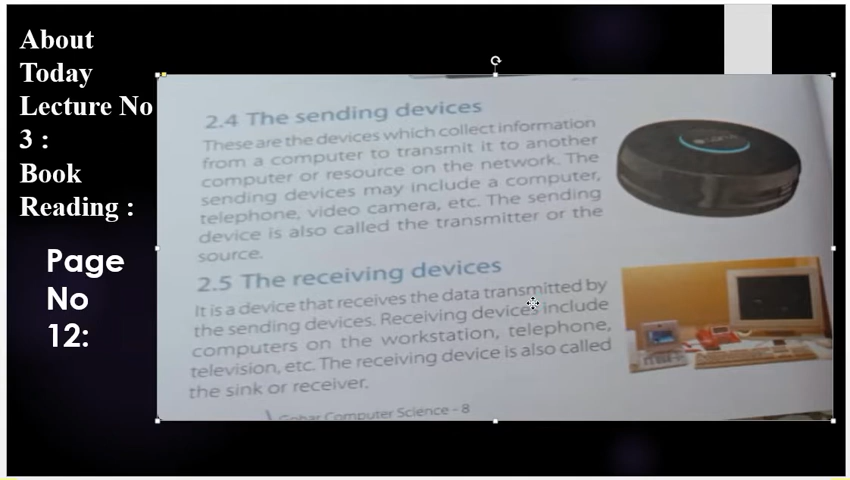 About
Today
Lecture No
3 :
Book
Reading :
Page
No
12:
2.4 The sending devices
These are the devices which collect information
from a computer to transmit it to another
computer or resource on the network. The
sending devices may include a computer,
telephone, video camera, etc. The sending
device is also called the transmitter or the
source.
2.5 The receiving devices
It is a device that receives the data transmitted by
the sending devices. Receiving devices include
computers on the workstation, telephone,
television, etc. The receiving device is also called
the sink or receiver.
Gohar Computer Science - 8